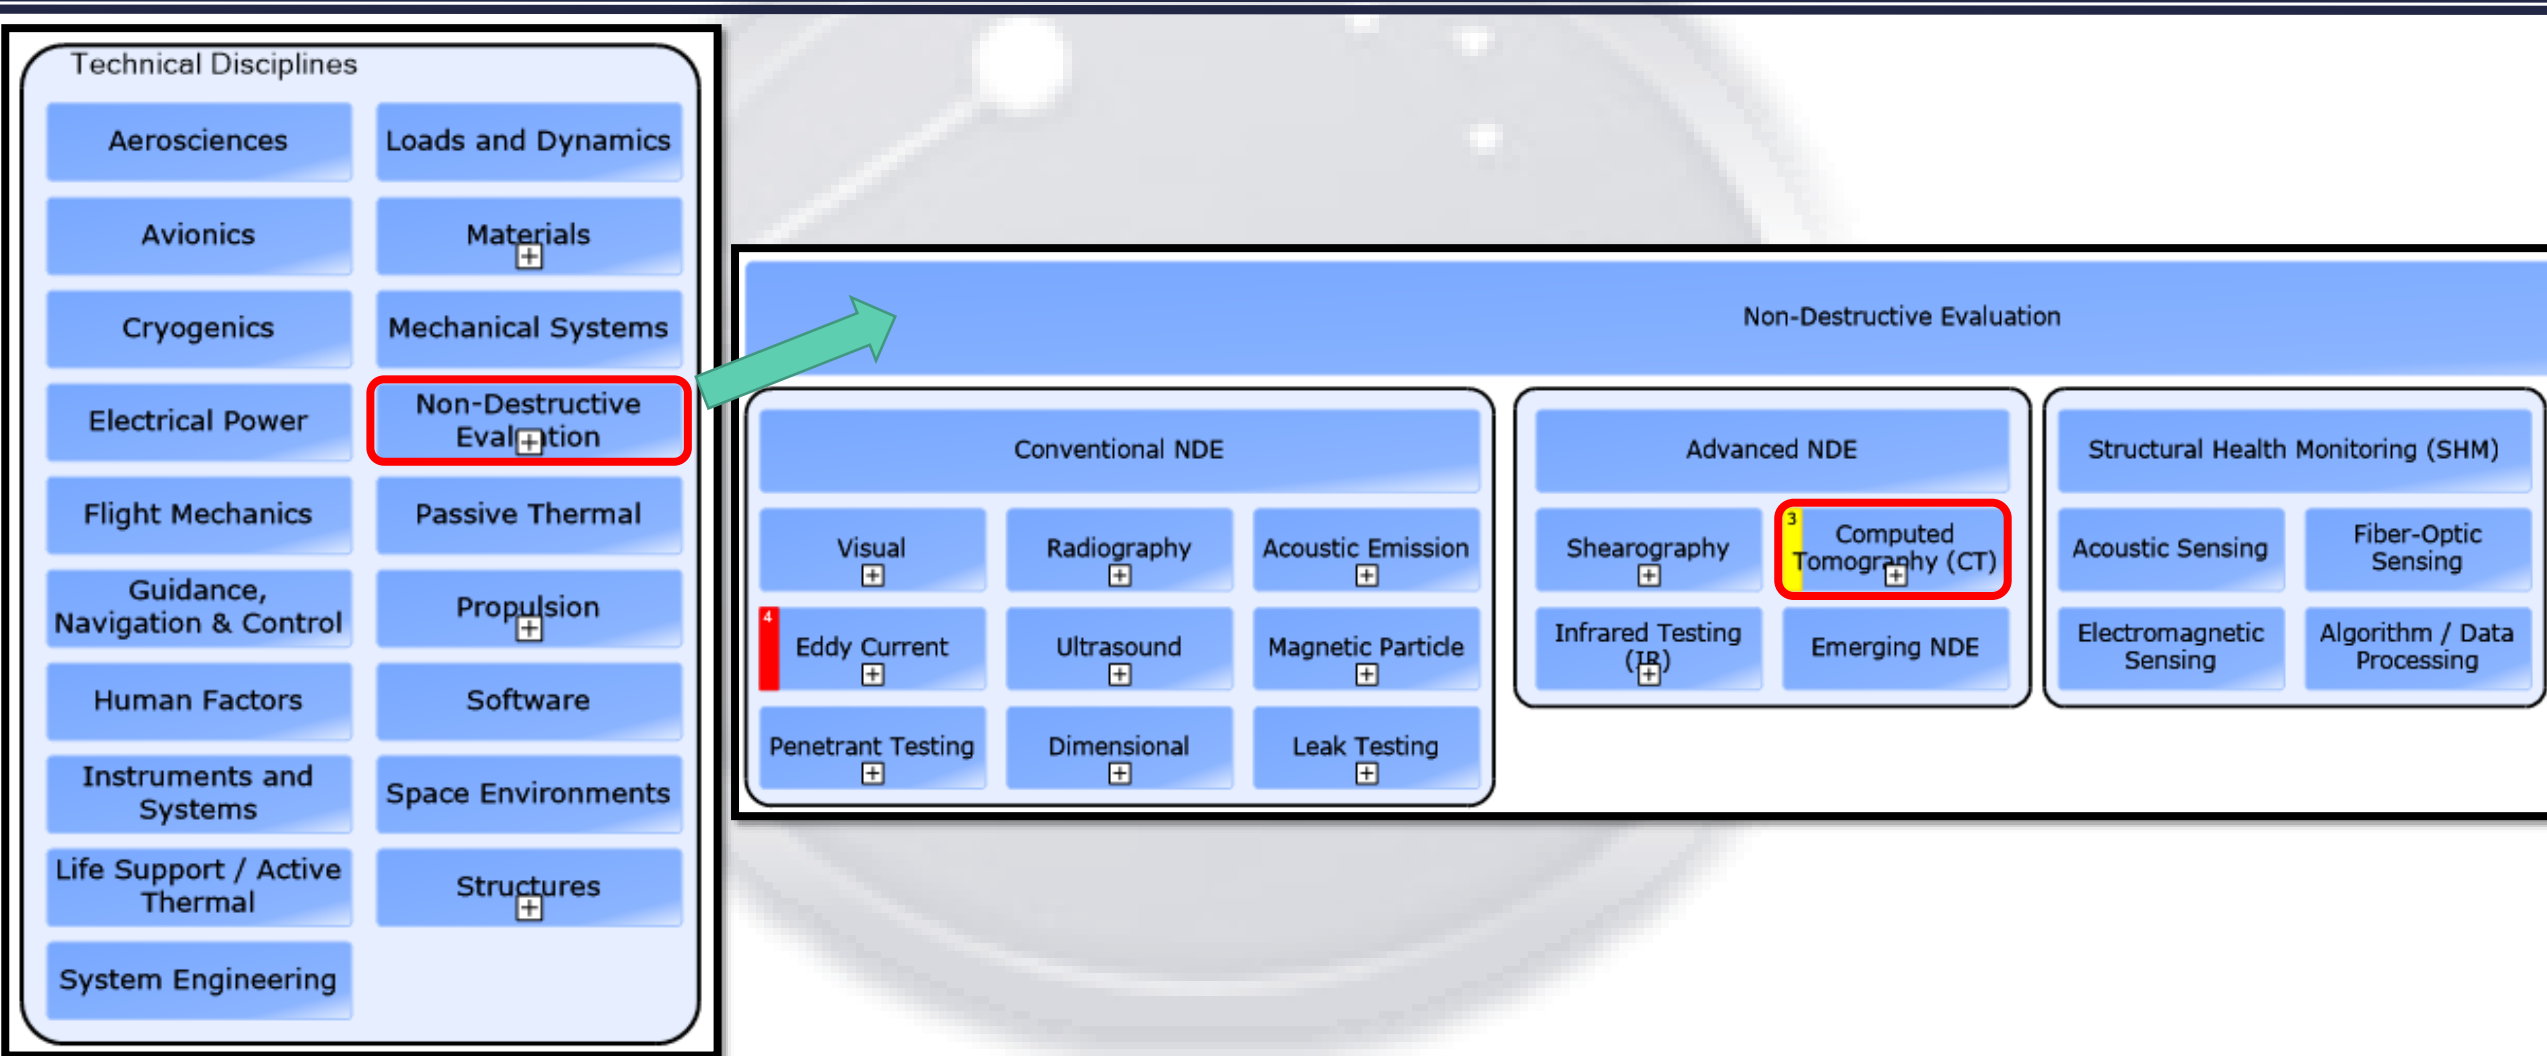 Technical Disciplines
Aerosciences
Loads and Dynamics
Avionics
Materials
Cryogenics
Mechanical Systems
Electrical Power
Non-Destructive
Evaluation
Flight Mechanics
Passive Thermal
Guidance,
Navigation & Control
Propulsion
Human Factors
Software
Instruments and
Systems
Space Environments
Life Support / Active
Thermal
Structures
System Engineering
Non-Destructive Evaluation
Conventional NDE
Visual
Radiography
Acoustic Emission
4
Eddy Current
Ultrasound
Magnetic Particle
Penetrant Testing
Dimensional
Leak Testing
Advanced NDE
Shearography
3
Computed
Tomography (CT)
Infrared Testing
(IR)
Emerging NDE
Structural Health Monitoring (SHM)
Acoustic Sensing
Fiber-Optic
Sensing
Electromagnetic
Sensing
Algorithm / Data
Processing